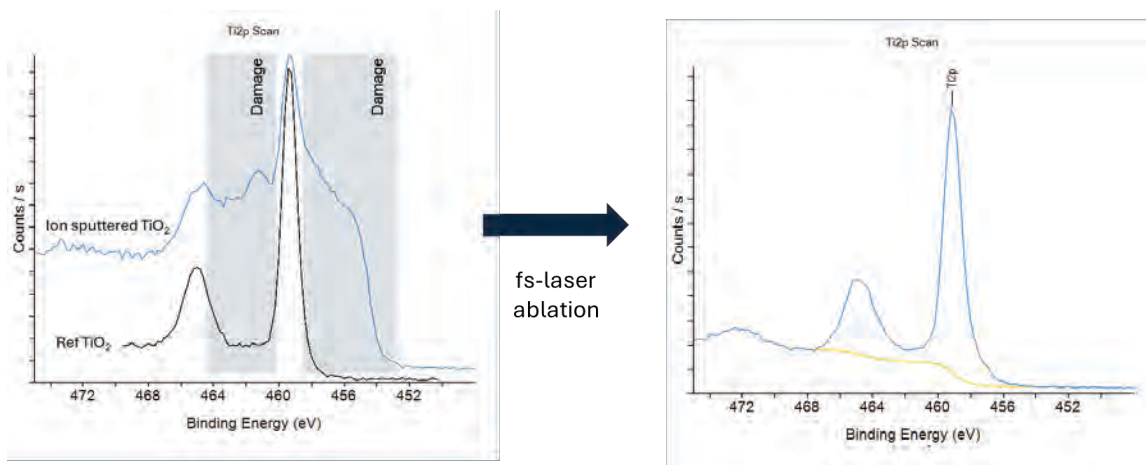 Ti2p Scan
Damage
Damage
Counts / s
Ion sputtered TiO₂
Ref TiO₂
472 468 464 460 456 452
Binding Energy (eV)
fs-laser
ablation
Ti2p Scan
Ti2p
Counts / s
472 468 464 460 456 452
Binding Energy (eV)